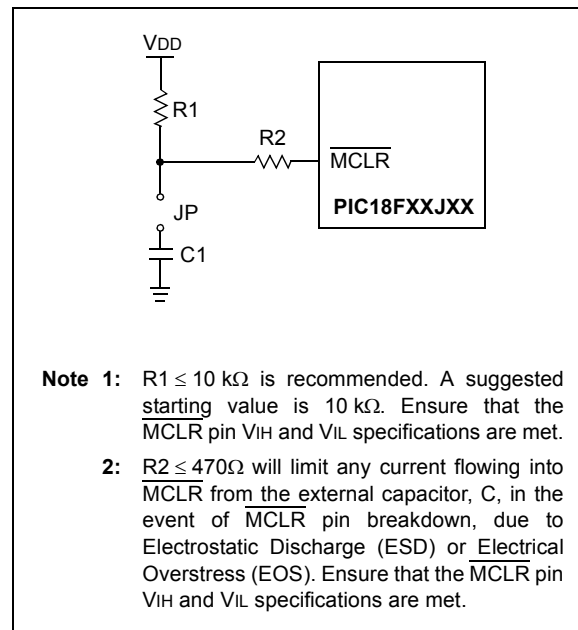 VDD
R1
R2
MCLR
PIC18FXXJXX
JP
C1
Note 1: R1 ≤ 10 kΩ is recommended. A suggested
starting value is 10 kΩ. Ensure that the
MCLR pin VIH and VIL specifications are met.
2: R2 ≤ 470Ω will limit any current flowing into
MCLR from the external capacitor, C, in the
event of MCLR pin breakdown, due to
Electrostatic Discharge (ESD) or Electrical
Overstress (EOS). Ensure that the MCLR pin
VIH and VIL specifications are met.